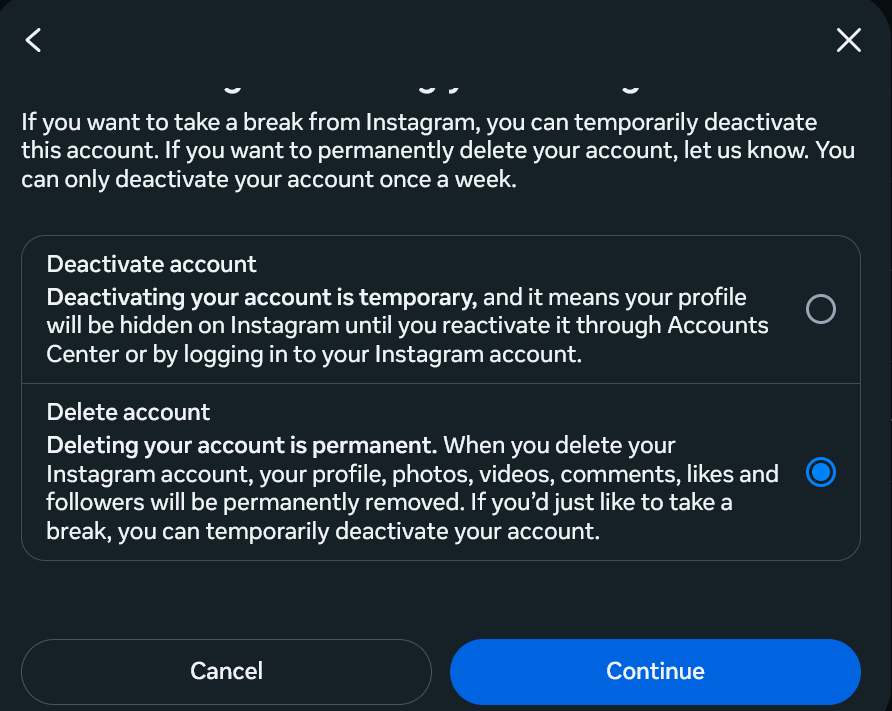 If you want to take a break from Instagram, you can temporarily deactivate
this account. If you want to permanently delete your account, let us know. You
can only deactivate your account once a week.
Deactivate account
Deactivating your account is temporary, and it means your profile
will be hidden on Instagram until you reactivate it through Accounts
Center or by logging in to your Instagram account.
Delete account
Deleting your account is permanent. When you delete your
Instagram account, your profile, photos, videos, comments, likes and
followers will be permanently removed. If you’d just like to take a
break, you can temporarily deactivate your account.
Cancel
Continue